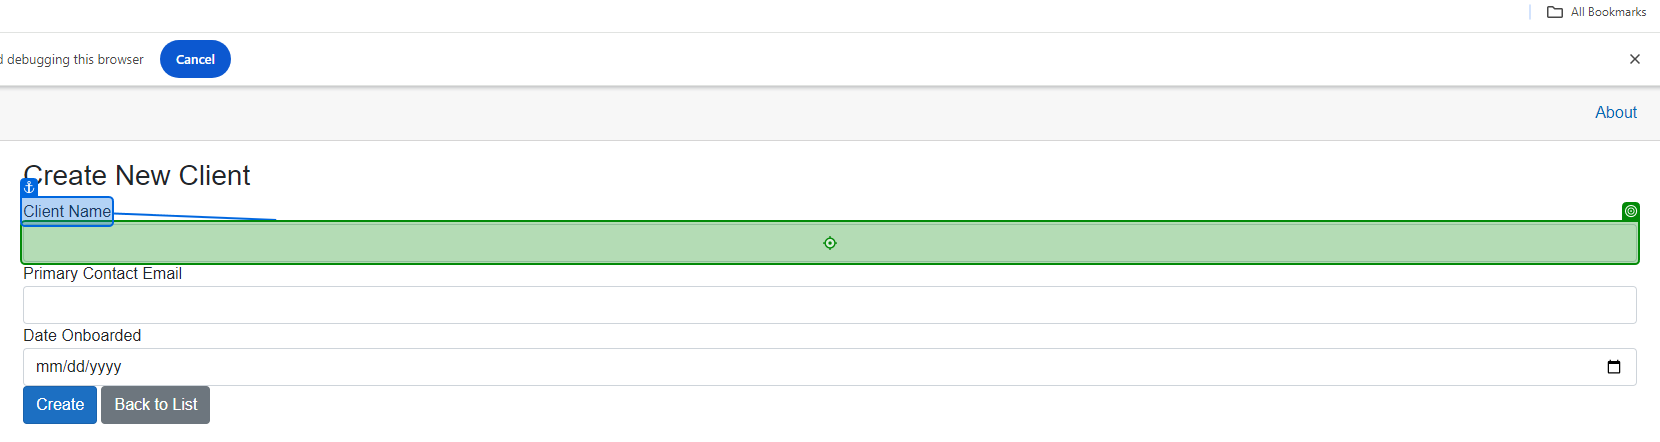 All Bookmarks
debugging this browser Cancel
About
Create New Client
Client Name
Primary Contact Email
Date Onboarded
mm/dd/yyyy
Create Back to List